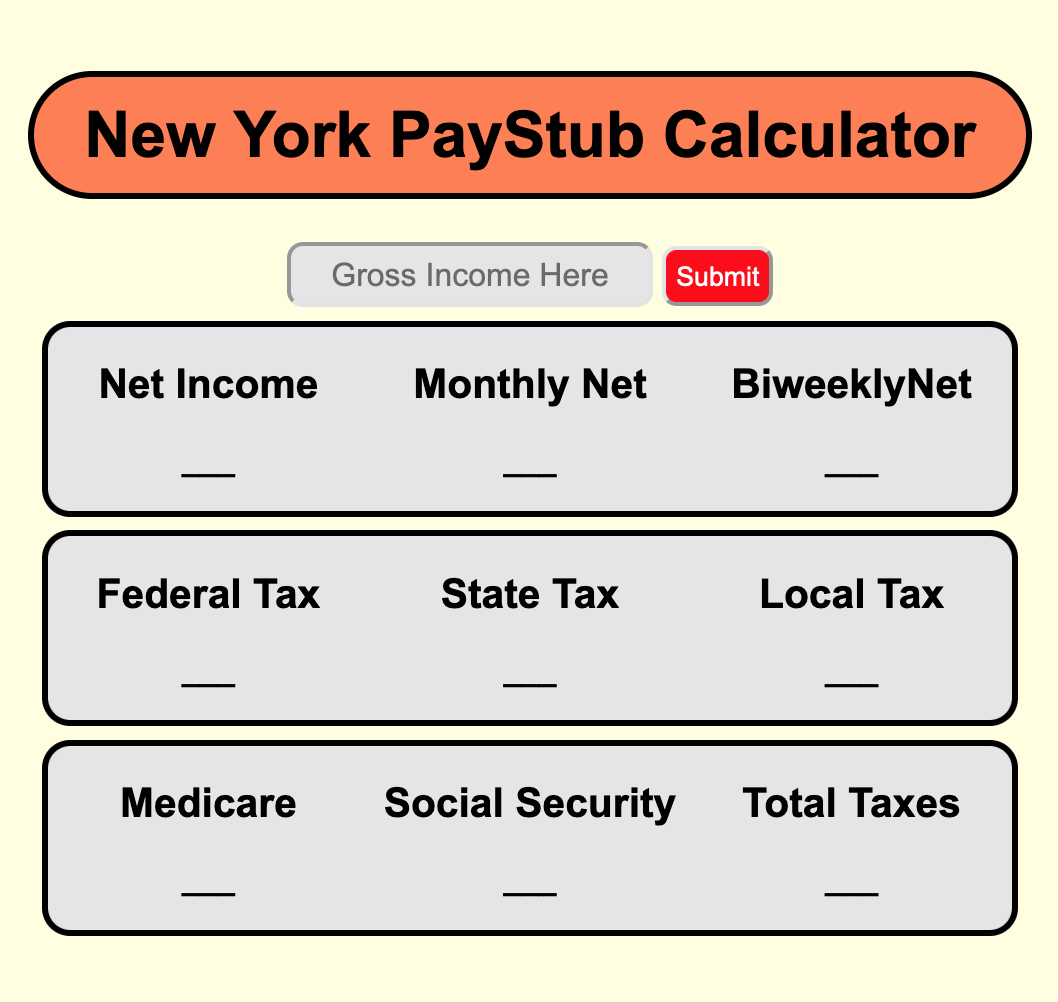 New York PayStub Calculator
Gross Income Here Submit
Net Income Monthly Net BiweeklyNet
___ ___ ___
Federal Tax State Tax Local Tax
___ ___ ___
Medicare Social Security Total Taxes
___ ___ ___